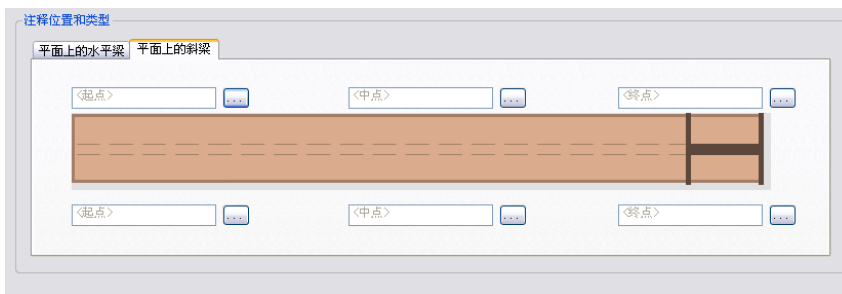 注释位置和类型
平面上的水平梁 平面上的斜梁
<起点> ... <中点> ... <终点> ...
<起点> ... <中点> ... <终点> ...